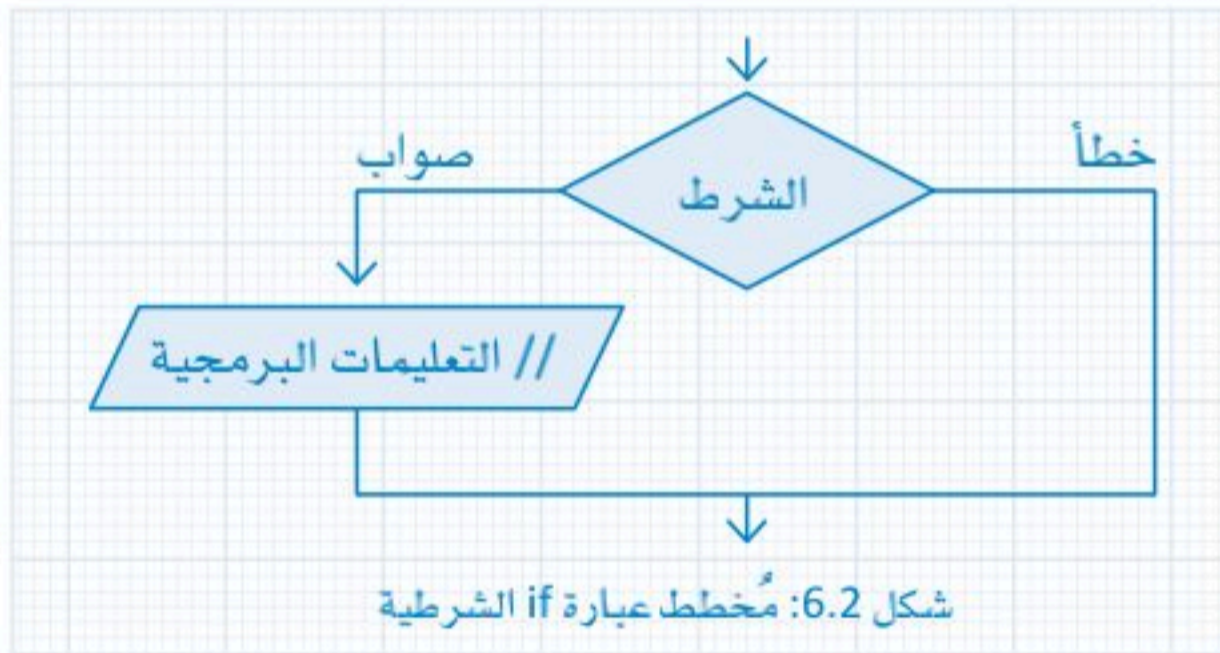 خطأ
صواب
الشرط
// التعليمات البرمجية
شكل 6.2: مُخطط عبارة if الشرطية